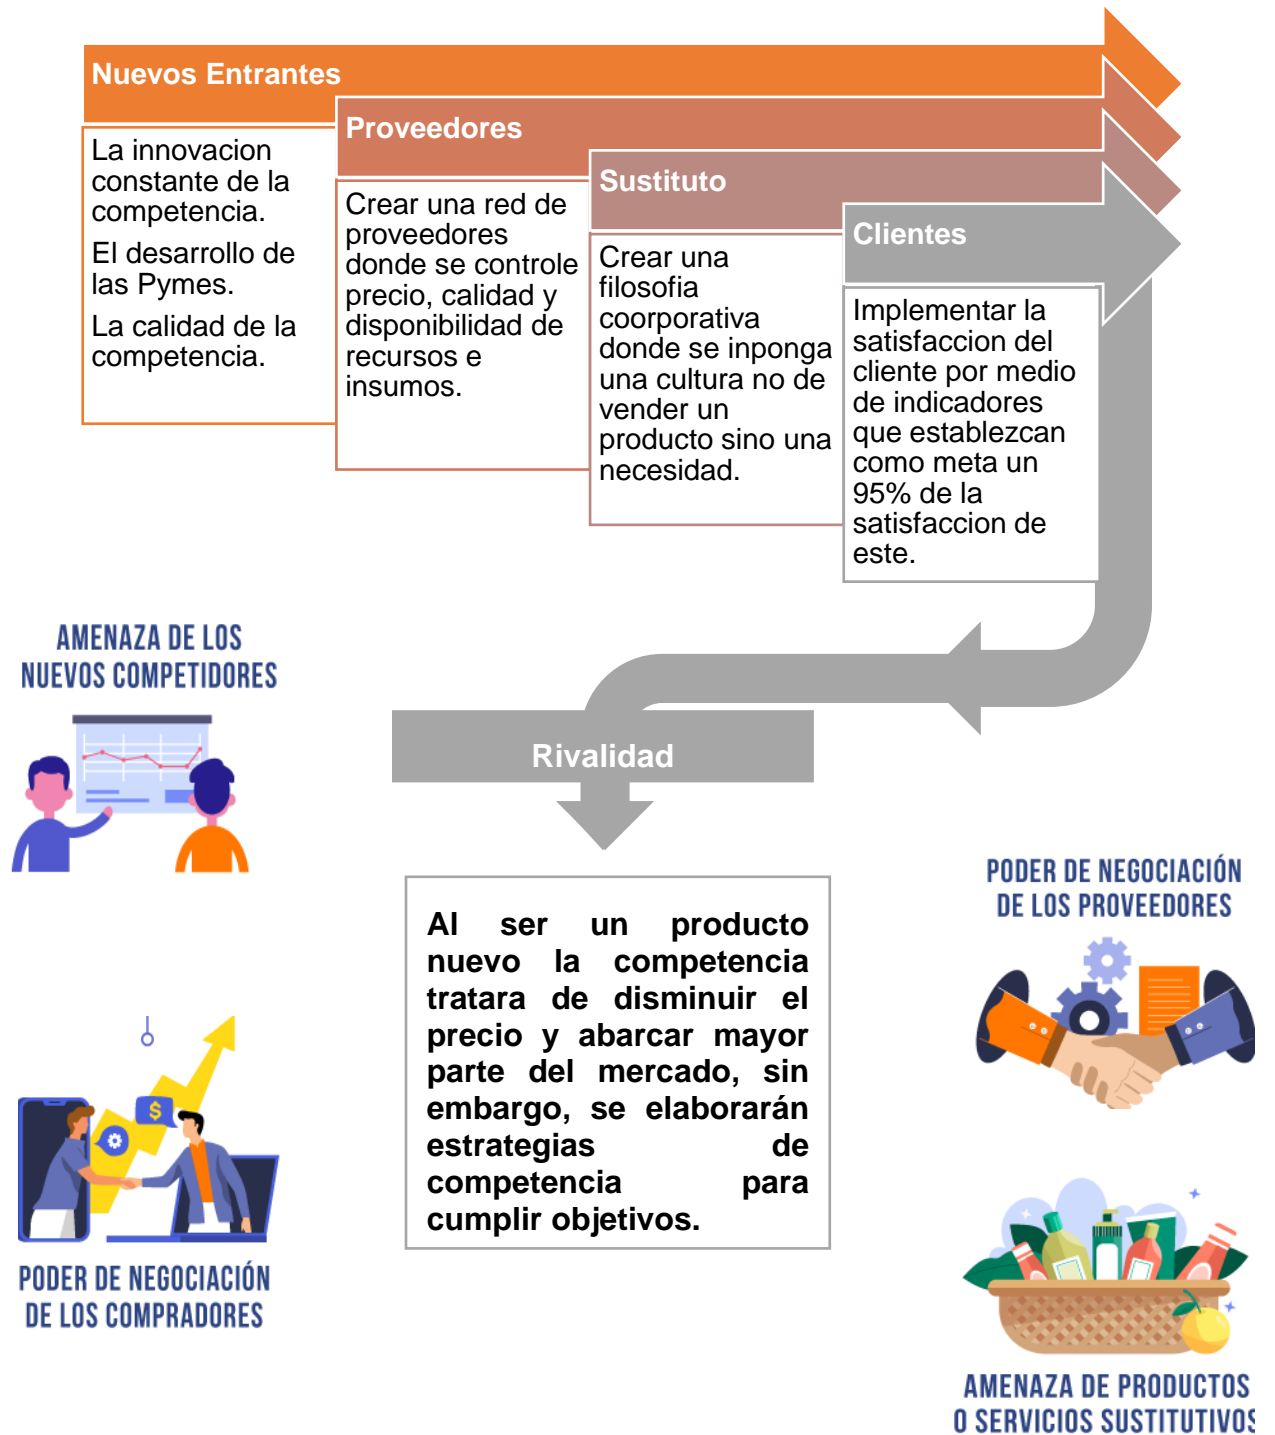 Nuevos Entrantes
La innovacion
constante de la
competencia.
El desarrollo de
las Pymes.
La calidad de la
competencia.
Proveedores
Crear una red de
proveedores
donde se controle
precio, calidad y
disponibilidad de
recursos e
insumos.
Sustituto
Crear una
filosofia
coorporativa
donde se inponga
una cultura no de
vender un
producto sino una
necesidad.
Clientes
Implementar la
satisfaccion del
cliente por medio
de indicadores
que establezcan
como meta un
95% de la
satisfaccion de
este.
AMENAZA DE LOS
NUEVOS COMPETIDORES
Rivalidad
Al ser un producto
nuevo la competencia
tratara de disminuir el
precio y abarcar mayor
parte del mercado, sin
embargo, se elaborarán
estrategias de
competencia para
cumplir objetivos.
PODER DE NEGOCIACIÓN
DE LOS PROVEEDORES
$
PODER DE NEGOCIACIÓN
DE LOS COMPRADORES
AMENAZA DE PRODUCTOS
O SERVICIOS SUSTITUTIVOS